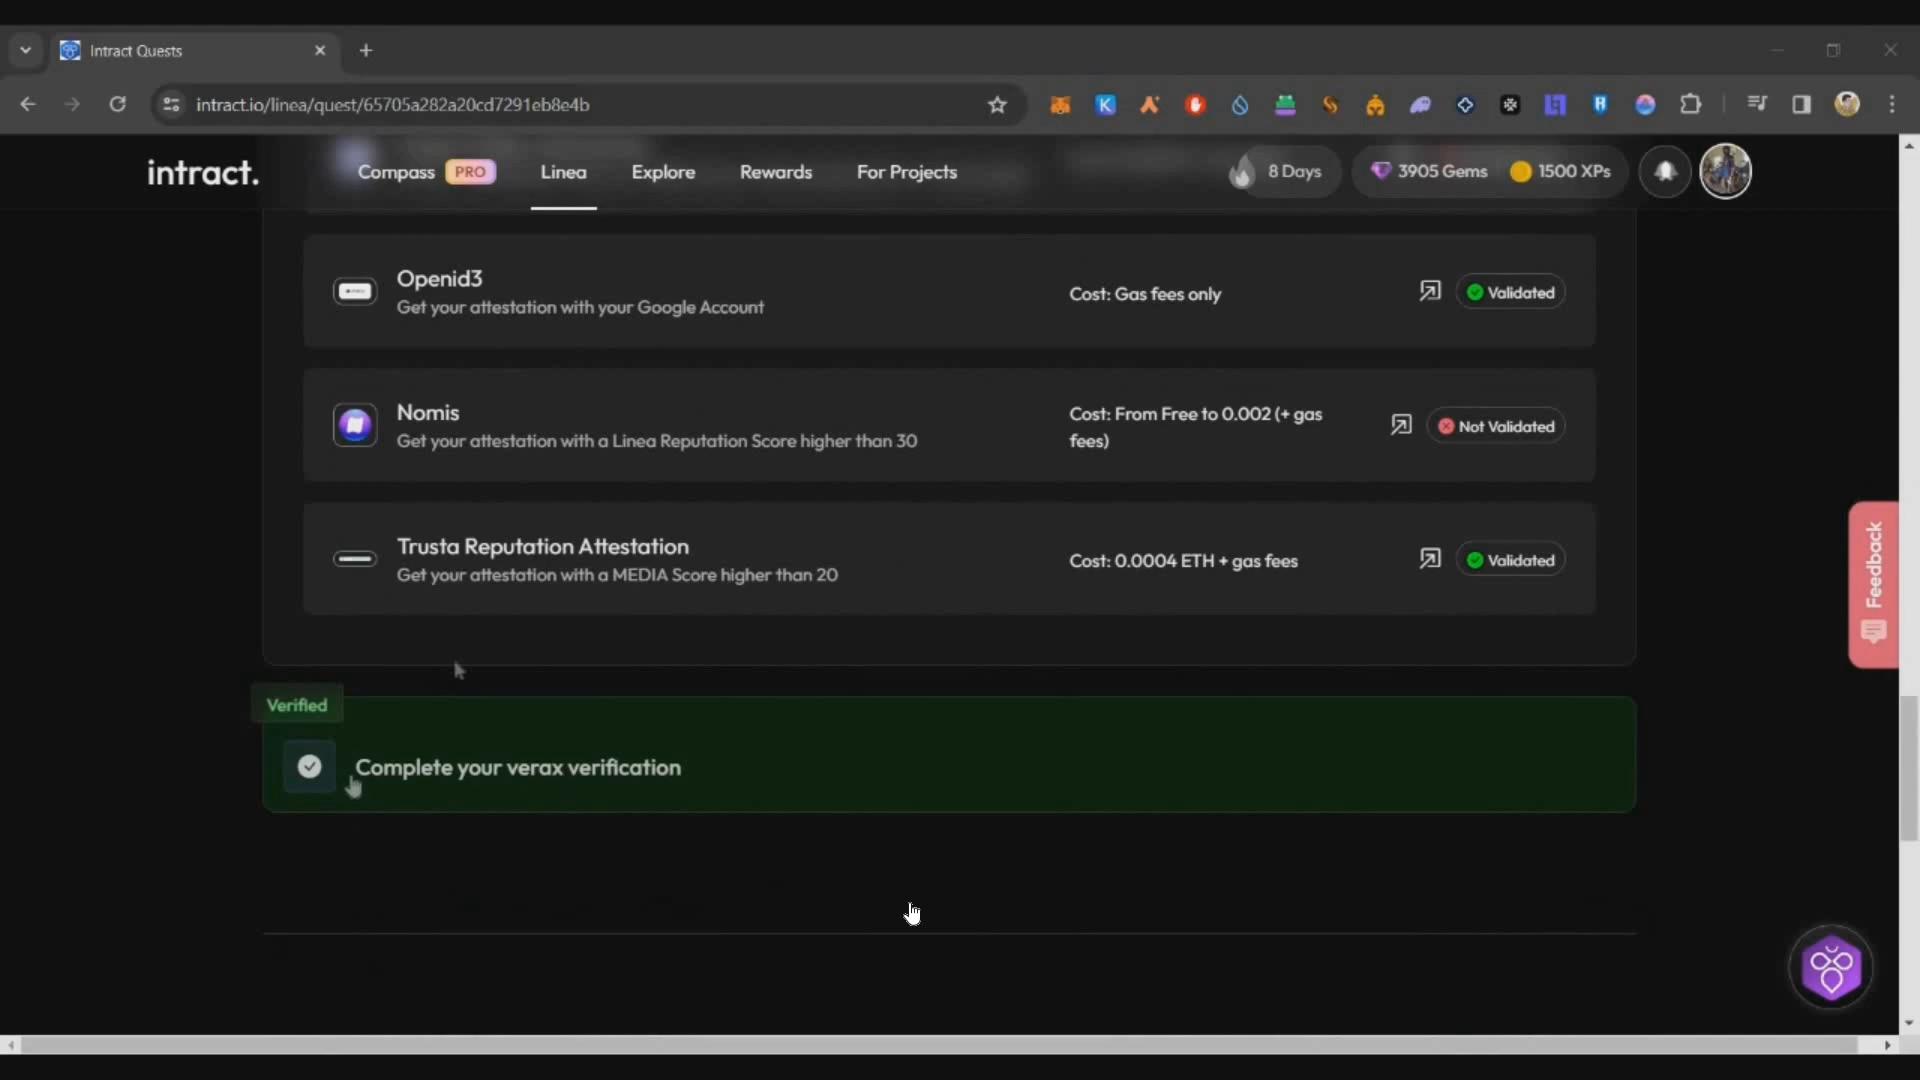 Intract Quests
intract.io/linea/quest/65705a282a20cd7291eb8e4b
intract.
Compass PRO Linea Explore Rewards For Projects
8 Days 3905 Gems 1500 XPs
Openid3
Get your attestation with your Google Account
Cost: Gas fees only
Validated
Nomis
Get your attestation with a Linea Reputation Score higher than 30
Cost: From Free to 0.002 (+ gas
fees)
Not Validated
Trusta Reputation Attestation
Get your attestation with a MEDIA Score higher than 20
Cost: 0.0004 ETH + gas fees
Validated
Feedback
Verified
Complete your verax verification